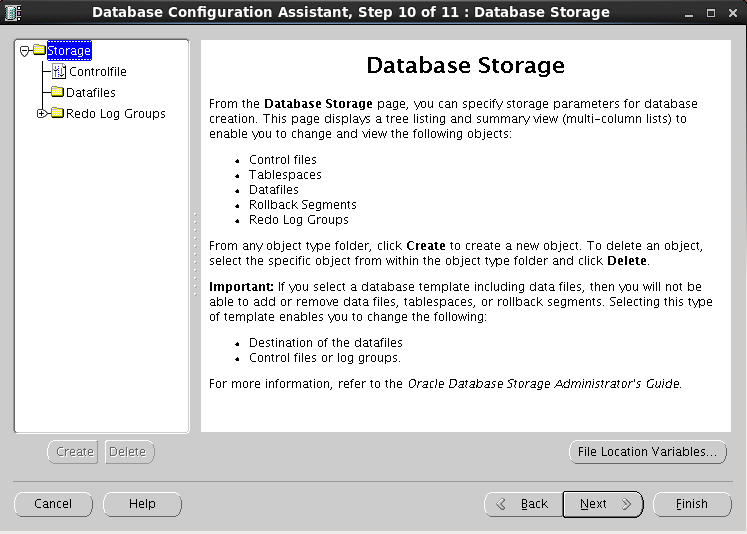 Database Configuration Assistant, Step 10 of 11 : Database Storage
Storage
Controlfile
Datafiles
Redo Log Groups
Create
Delete
Database Storage
From the Database Storage page, you can specify storage parameters for database
creation. This page displays a tree listing and summary view (multi-column lists) to
enable you to change and view the following objects:
• Control files
• Tablespaces
• Datafiles
• Rollback Segments
• Redo Log Groups
From any object type folder, click Create to create a new object. To delete an object,
select the specific object from within the object type folder and click Delete.
Important: If you select a database template including data files, then you will not be
able to add or remove data files, tablespaces, or rollback segments. Selecting this type
of template enables you to change the following:
• Destination of the datafiles
• Control files or log groups.
For more information, refer to the Oracle Database Storage Administrator's Guide.
File Location Variables...
Cancel
Help
Back
Next
Finish